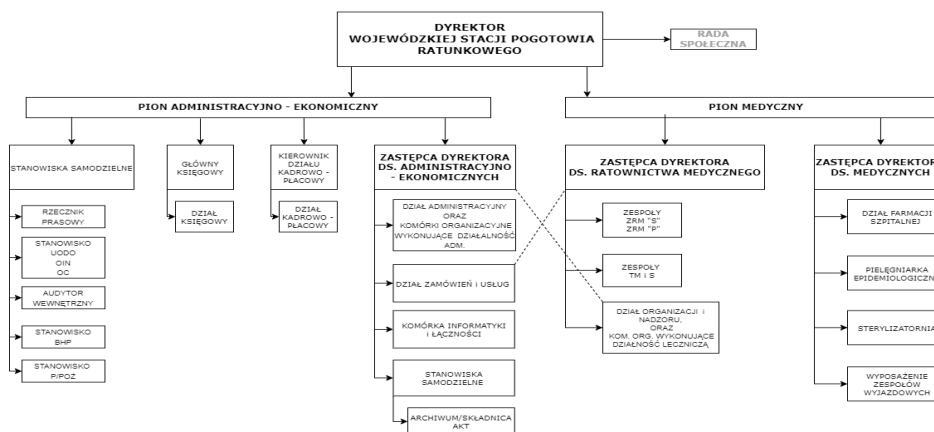 DYREKTOR
WOJEWÓDZKIEJ STACJI POGOTOWIA
RATUNKOWEGO
RADA
SPOŁECZNA
PION ADMINISTRACYJNO - EKONOMICZNY
PION MEDYCZNY
STANOWISKA SAMODZIELNE
GŁÓWNY
KSIĘGOWY
KIEROWNIK
DZIAŁU
KADROWO -
PŁACOWY
ZASTĘPCA DYREKTORA
DS. ADMINISTRACYJNO
- EKONOMICZNYCH
ZASTĘPCA DYREKTORA
DS. RATOWNICTWA MEDYCZNEGO
ZASTĘPCA DYREKTOR
DS. MEDYCZNYCH
RZECZNIK
PRASOWY
STANOWISKO
UODO
OIN
OC
AUDYTOR
WEWNĘTRZNY
STANOWISKO
BHP
STANOWISKO
P/POŻ
DZIAŁ
KSIĘGOWY
DZIAŁ
KADROWO -
PŁACOWY
DZIAŁ ADMINISTRACYJNY
ORAZ
KOMÓRKI ORGANIZACYJNE
WYKONUJĄCE DZIAŁALNOŚĆ
ADM.
DZIAŁ ZAMÓWIEŃ i USŁUG
KOMÓRKA INFORMATYKI
i ŁĄCZNOŚCI
STANOWISKA
SAMODZIELNE
ARCHIWUM/SKŁADNICA
AKT
ZESPOŁY
ZRM "S"
ZRM "P"
ZESPOŁY
TM i S
DZIAŁ ORGANIZACJI i
NADZORU,
ORAZ
KOM. ORG. WYKONUJĄCE
DZIAŁNOŚĆ LECZNICZĄ
DZIAŁ FARMACJI
SZPITALNEJ
PIELĘGNIARKA
EPIDEMIOLOGICZN
STERYLIZATORNIA
WYPOSAŻENIE
ZESPOŁÓW
WYJAZDOWYCH